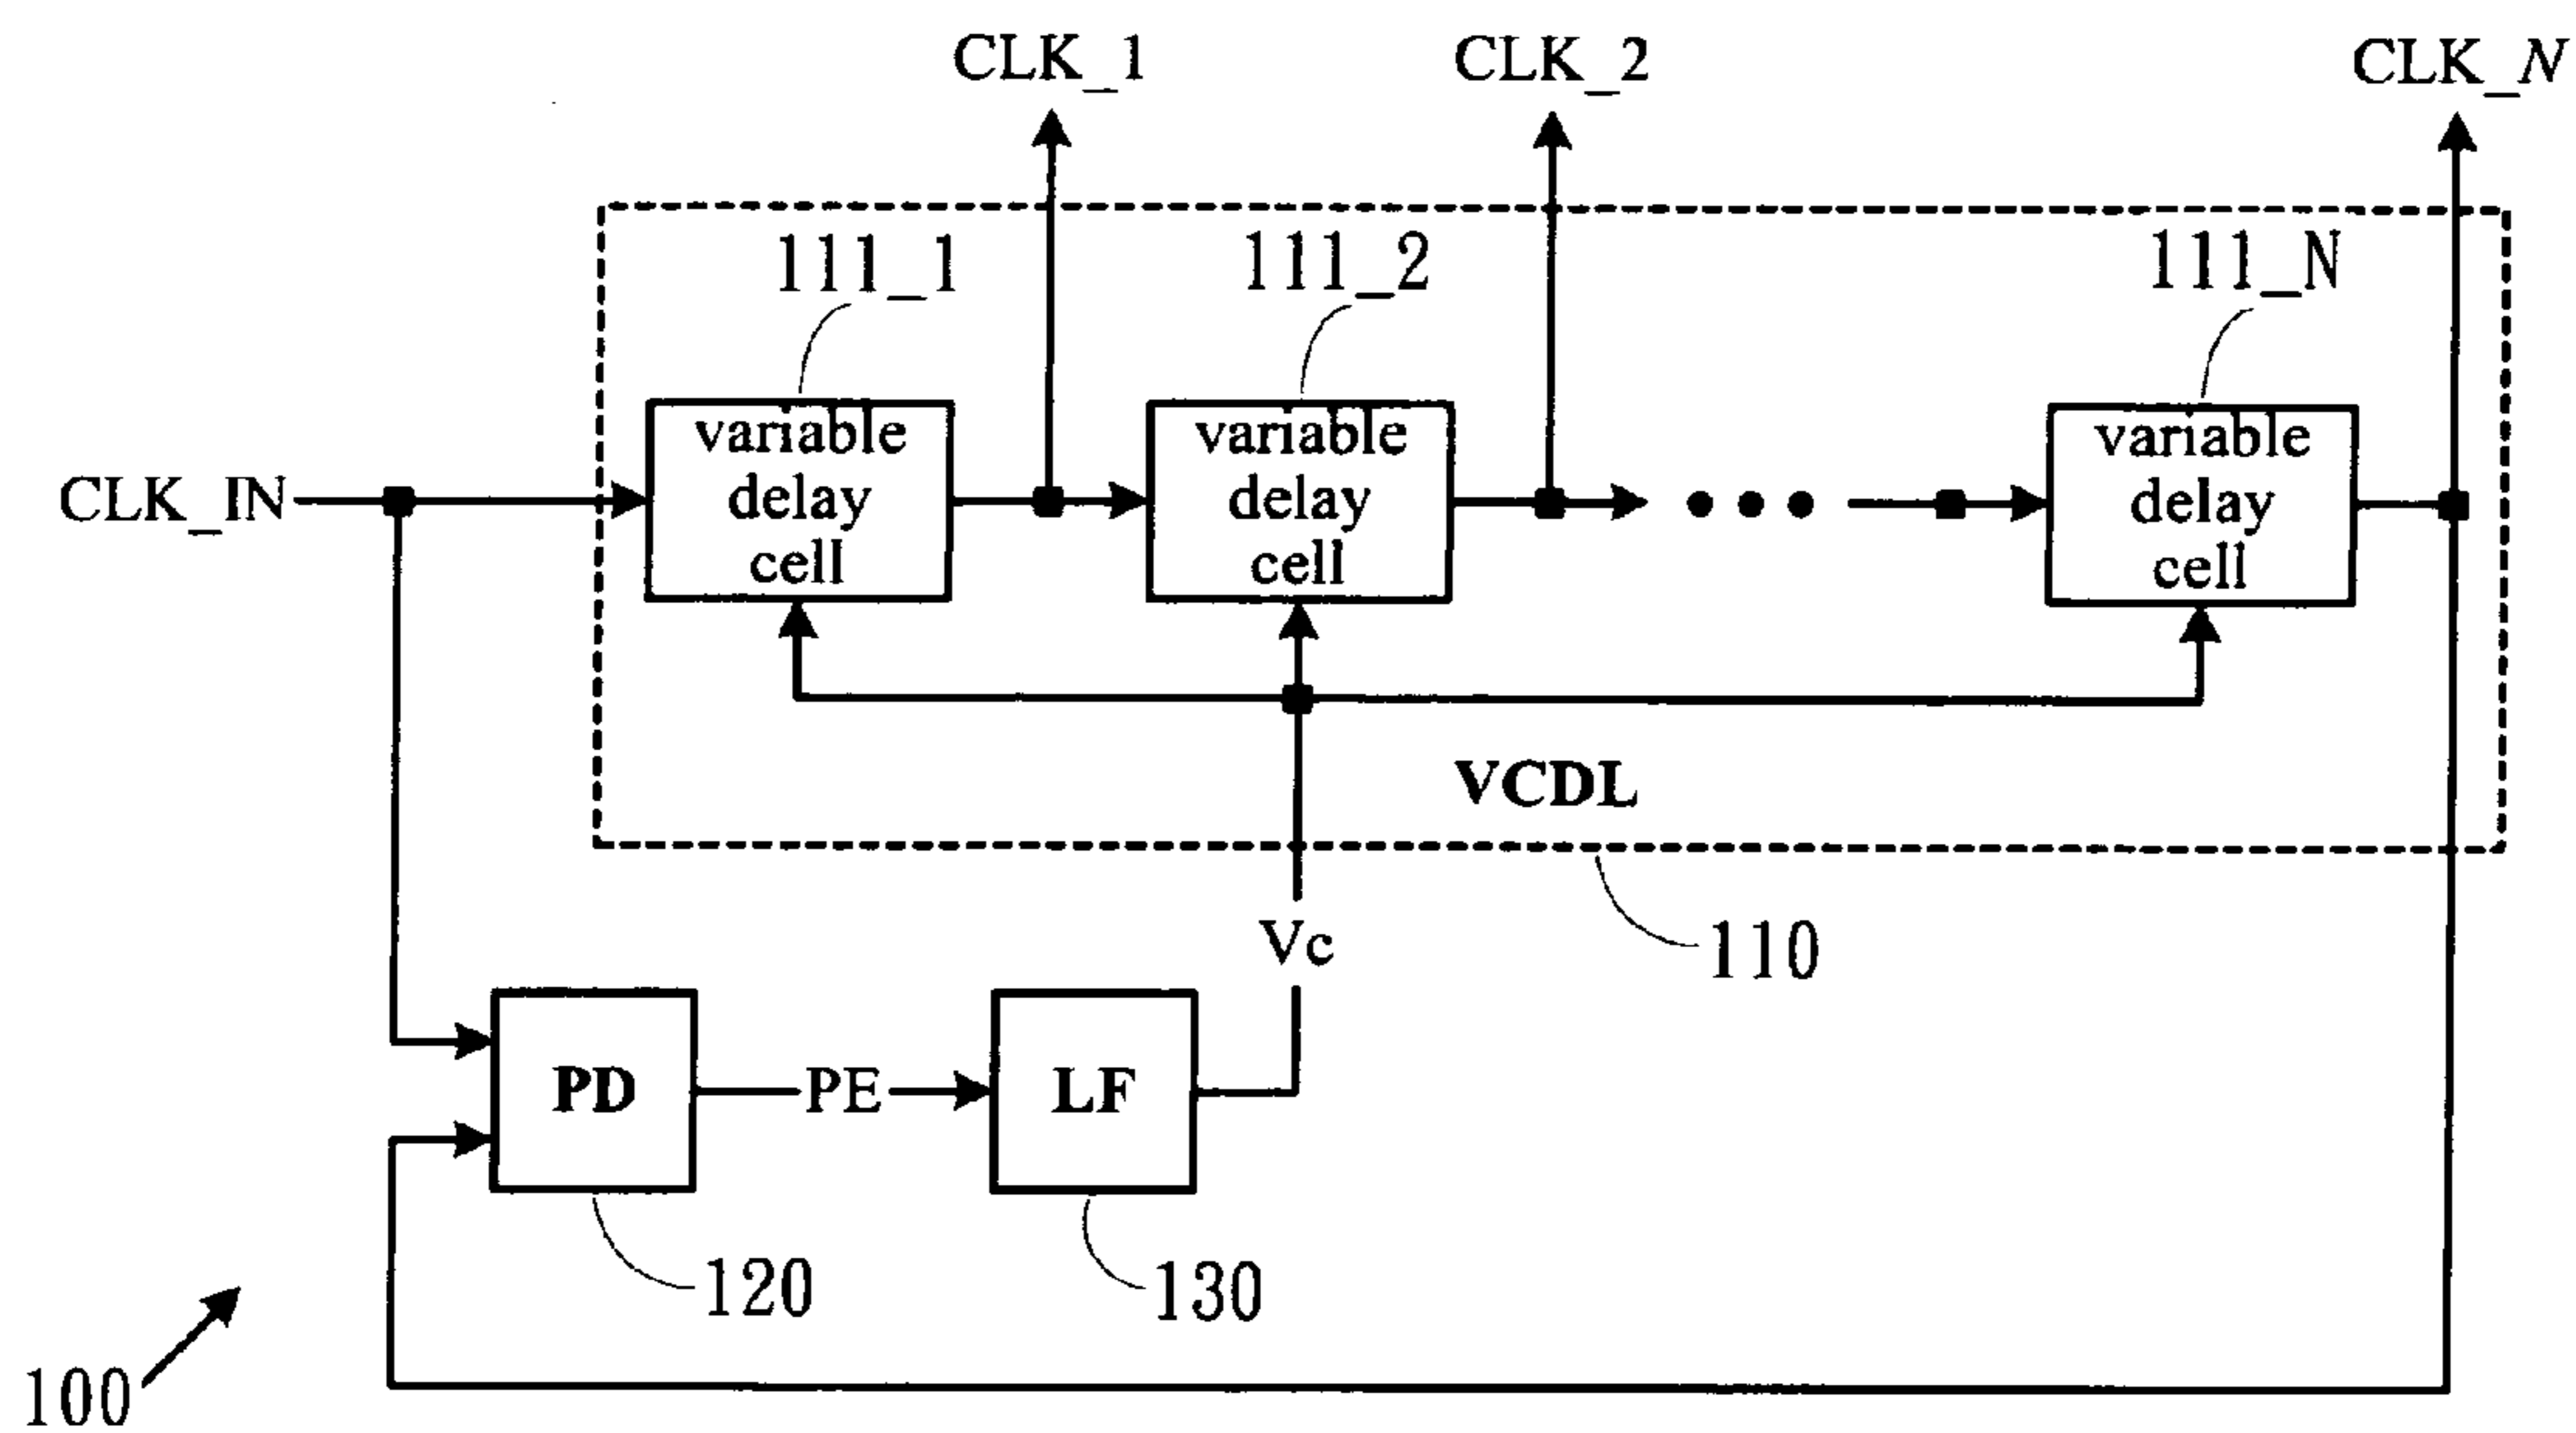 CLK_1
CLK_2
CLK_N
111_1
111_2
111_N
CLK_IN
variable
delay
cell
variable
delay
cell
variable
delay
cell
VCDL
Vc
110
PD
PE
LF
120
130
100